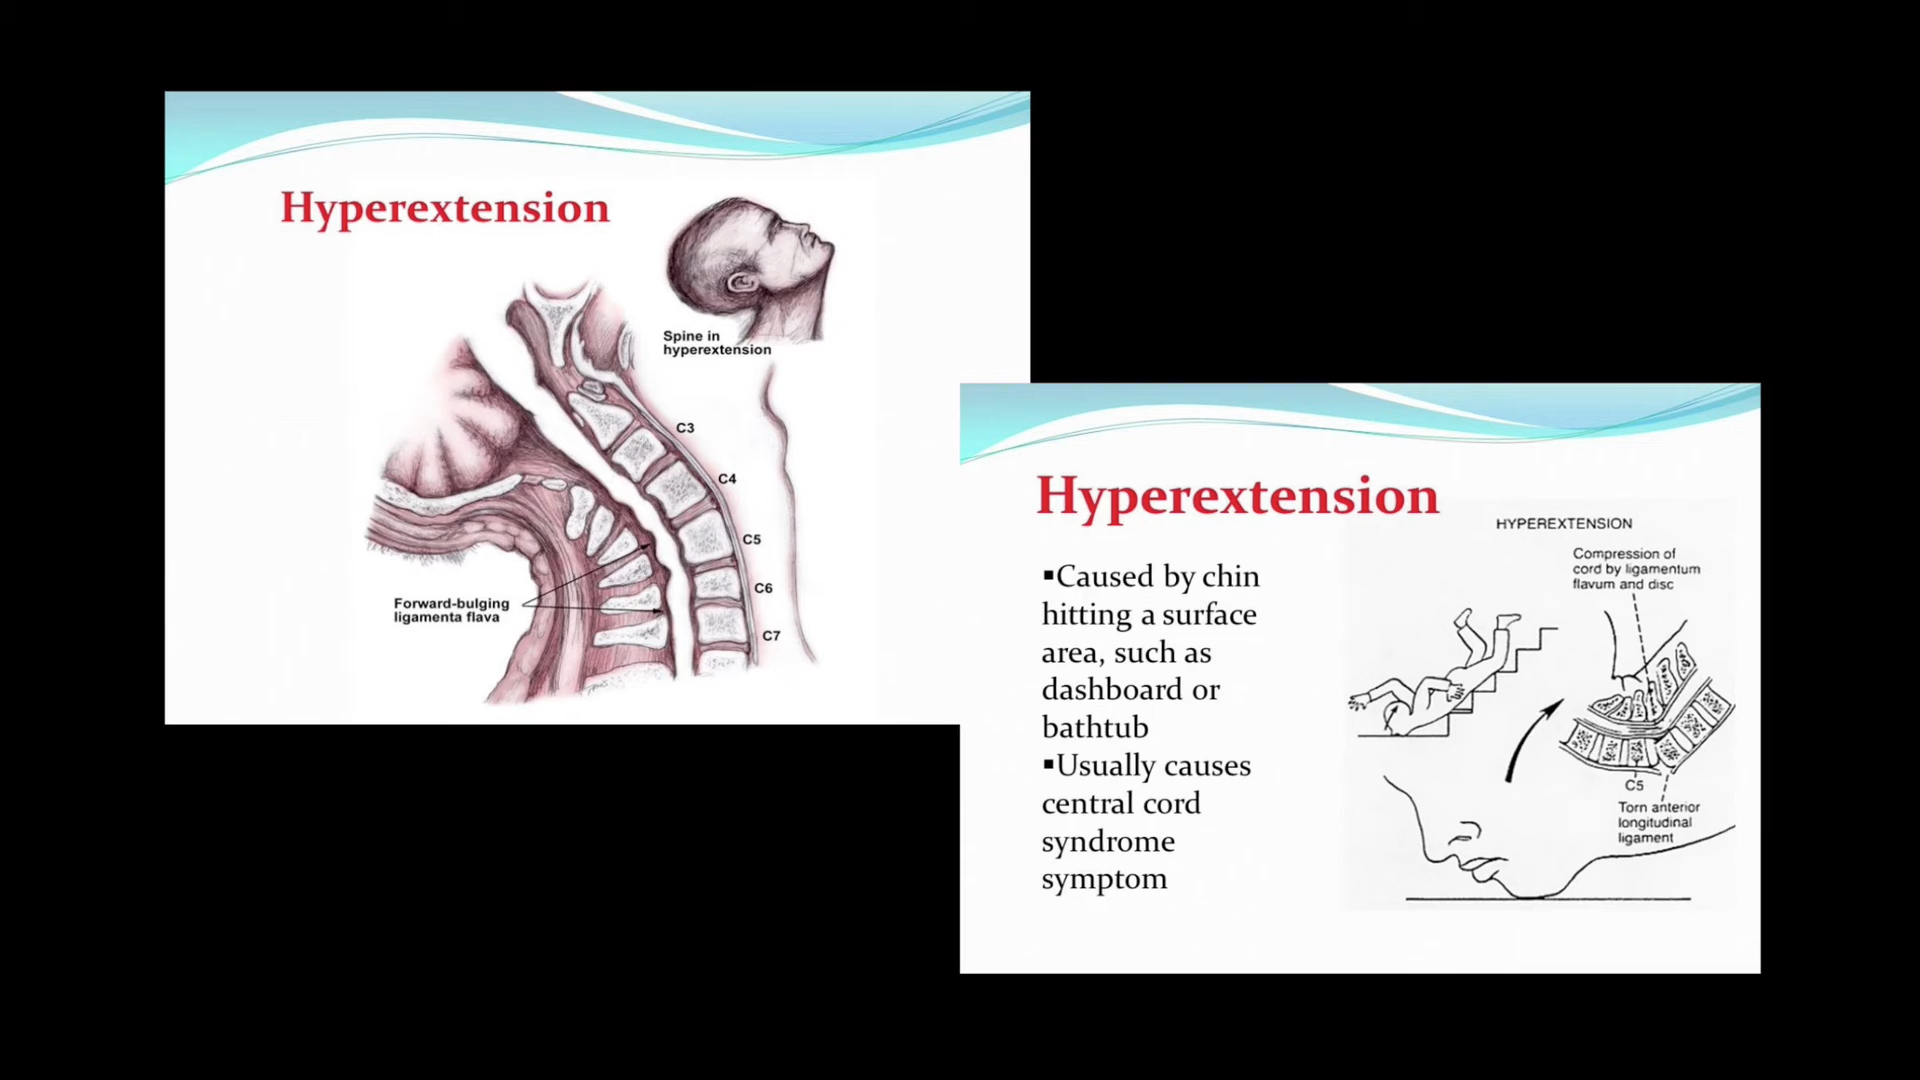 Hyperextension
Spine in
hyperextension
C3
C4
C5
C6
C7
Forward-bulging
ligamenta flava
Hyperextension
▪Caused by chin
hitting a surface
area, such as
dashboard or
bathtub
▪Usually causes
central cord
syndrome
symptom
HYPEREXTENSION
Compression of
cord by ligamentum
flavum and disc
C5
Torn anterior
longitudinal
ligament